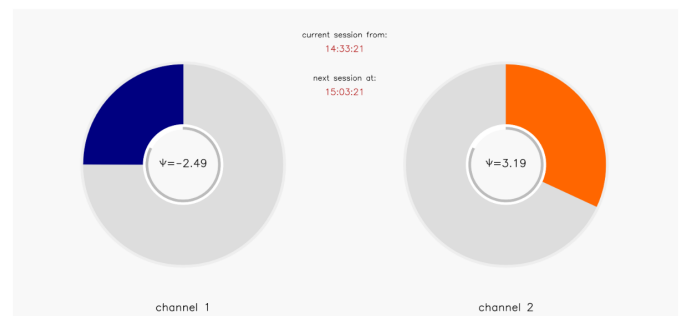 current session from:
14:33:21
next session at:
15:03:21
Ψ=-2.49
Ψ=3.19
channel 1
channel 2